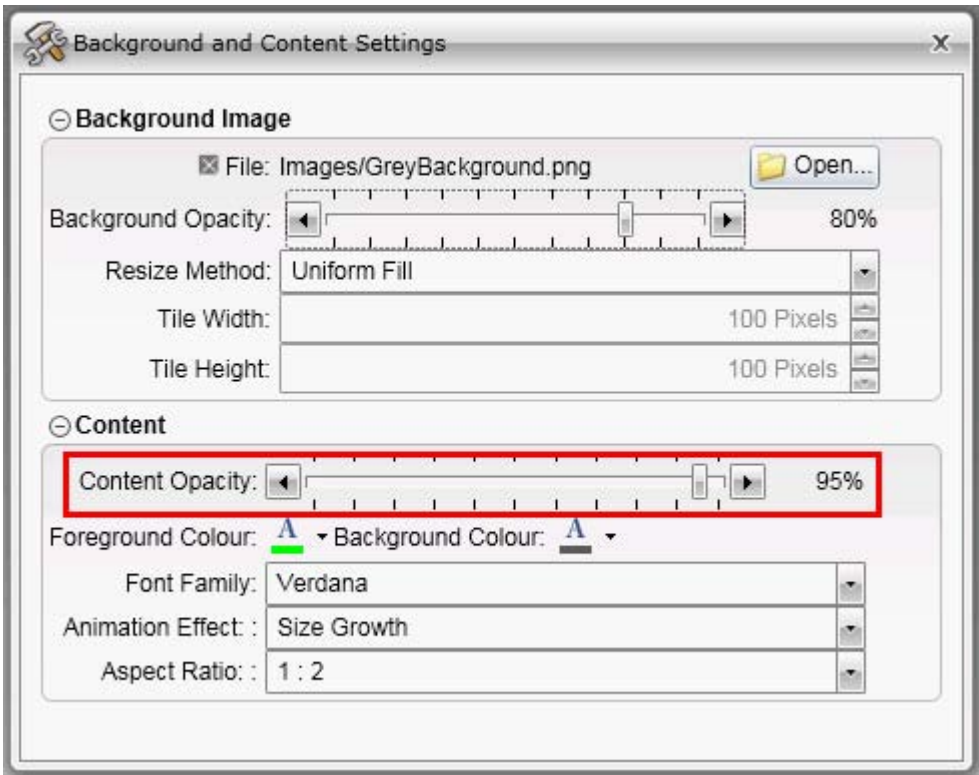 Background and Content Settings
Background Image
File: Images/GreyBackground.png Open...
Background Opacity: 80%
Resize Method: Uniform Fill
Tile Width: 100 Pixels
Tile Height: 100 Pixels
Content
Content Opacity: 95%
Foreground Colour: A Background Colour: A
Font Family: Verdana
Animation Effect: : Size Growth
Aspect Ratio: : 1 : 2